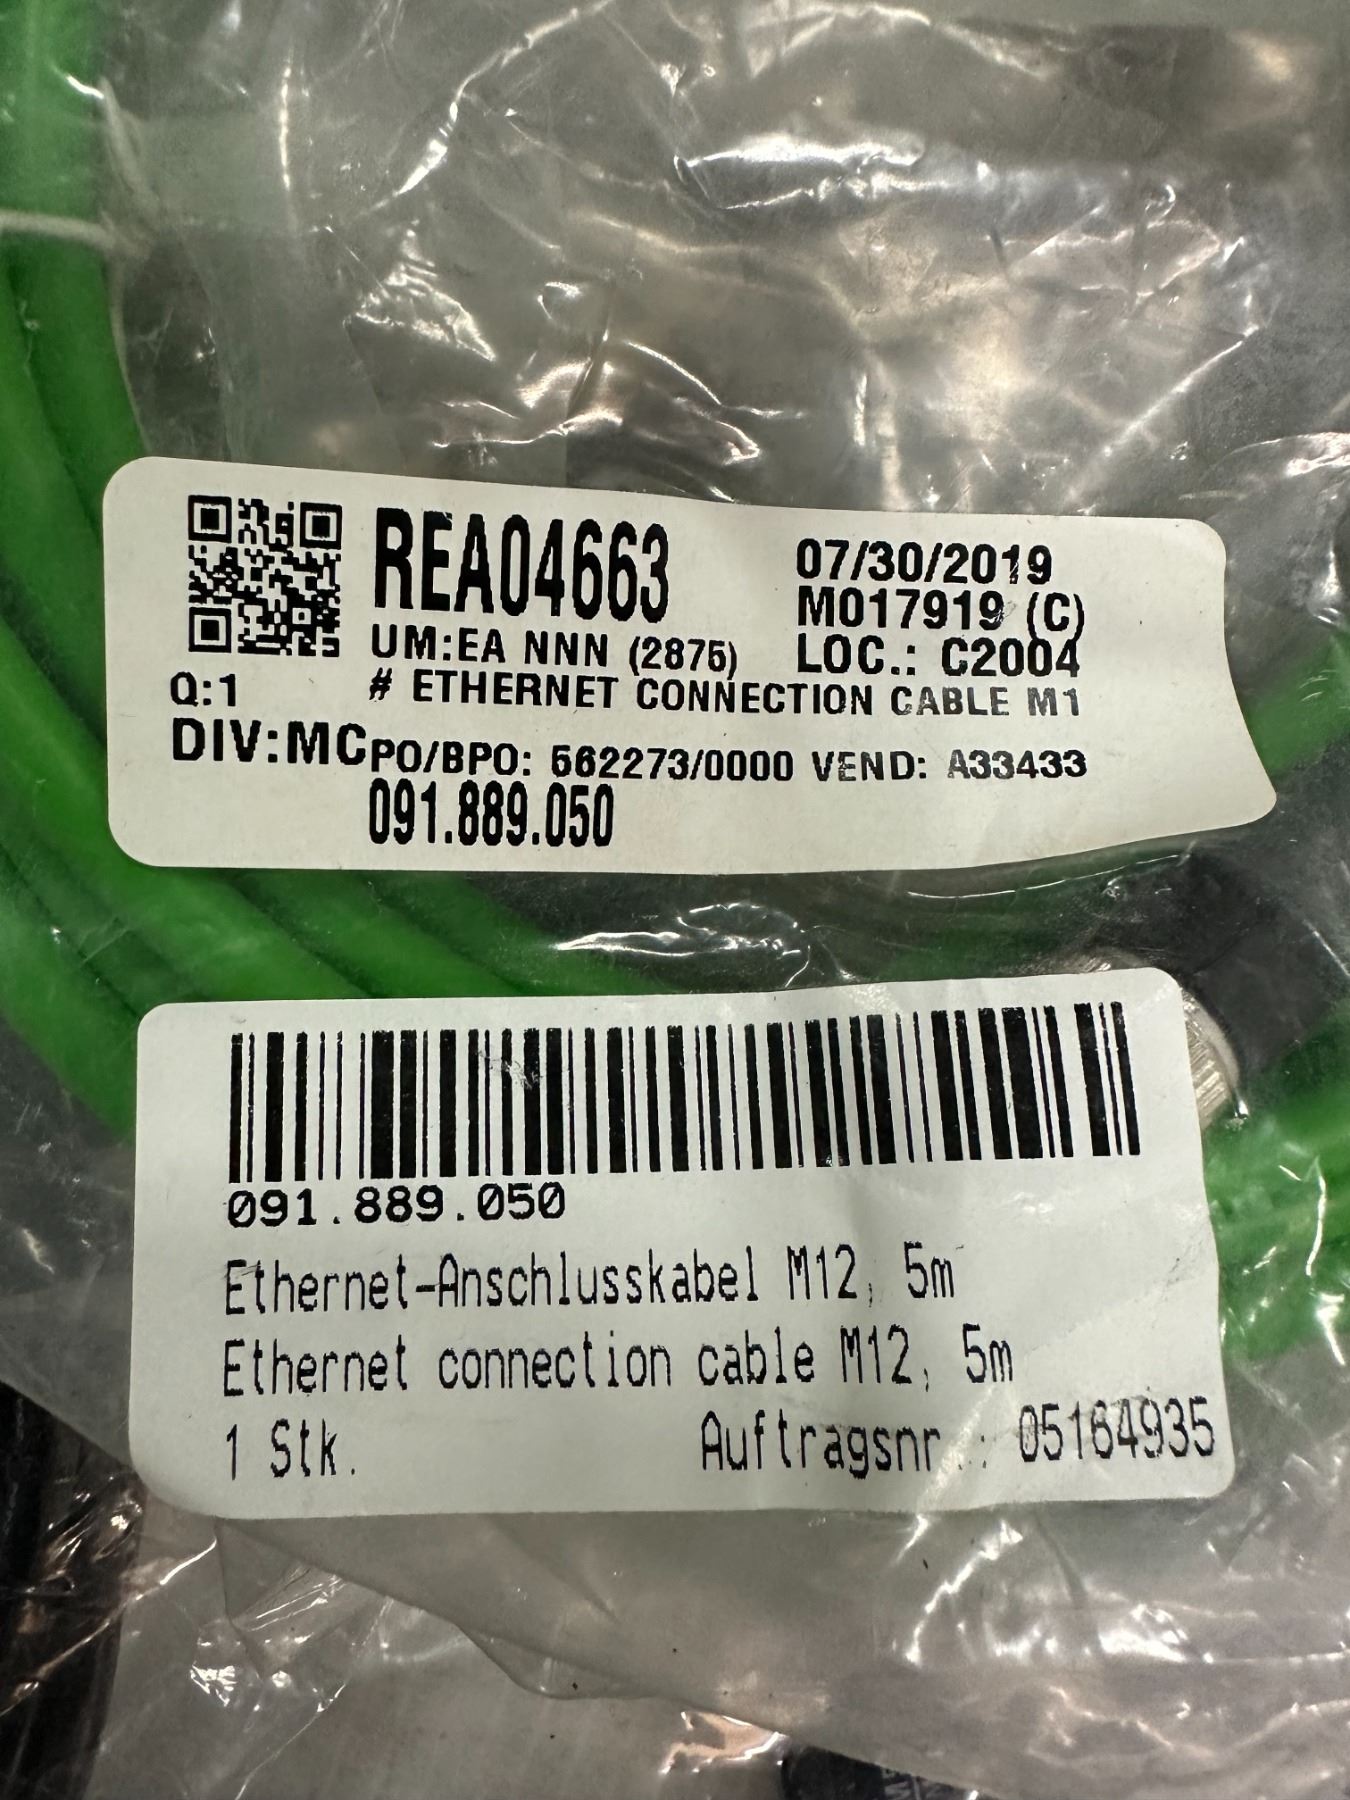 REA04663
07/30/2019
M017919 (C)
UM:EA NNN (2875)
LOC.: C2004
Q:1
# ETHERNET CONNECTION CABLE M1
DIV:MC
PO/BPO: 562273/0000 VEND: A33433
091.889.050
091.889.050
Ethernet-Anschlusskabel M12, 5m
Ethernet connection cable M12, 5m
1 Stk.
Auftragsnr.: 05164935